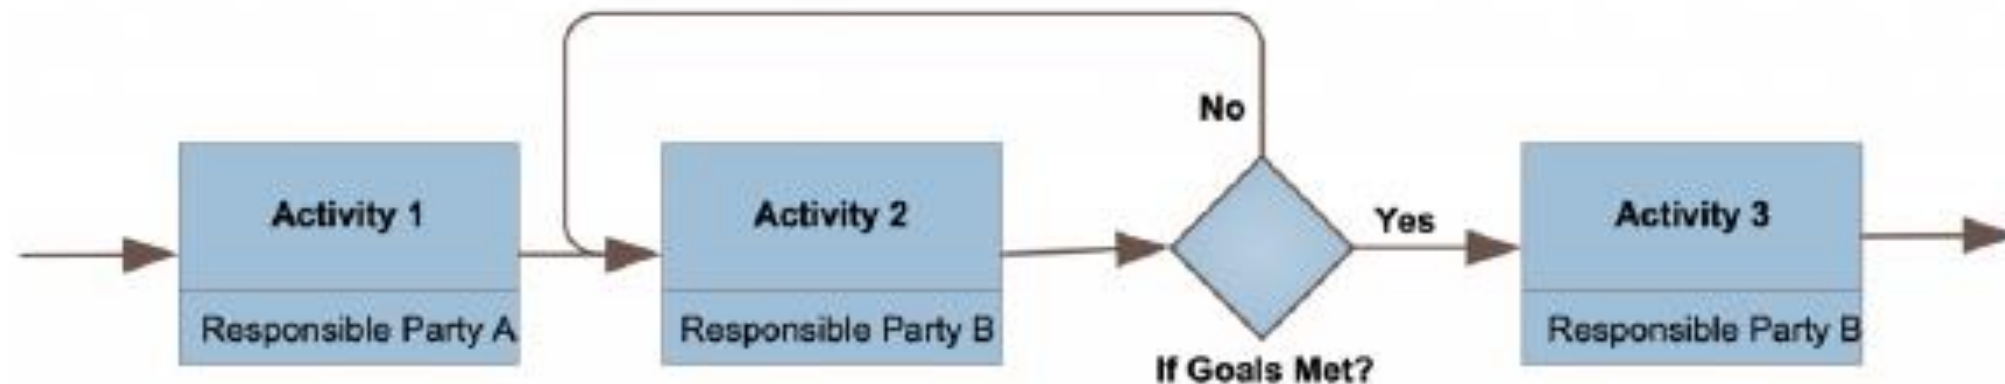 No
Activity 1
Activity 2
Yes
Activity 3
Responsible Party A
Responsible Party B
Responsible Party B
If Goals Met?